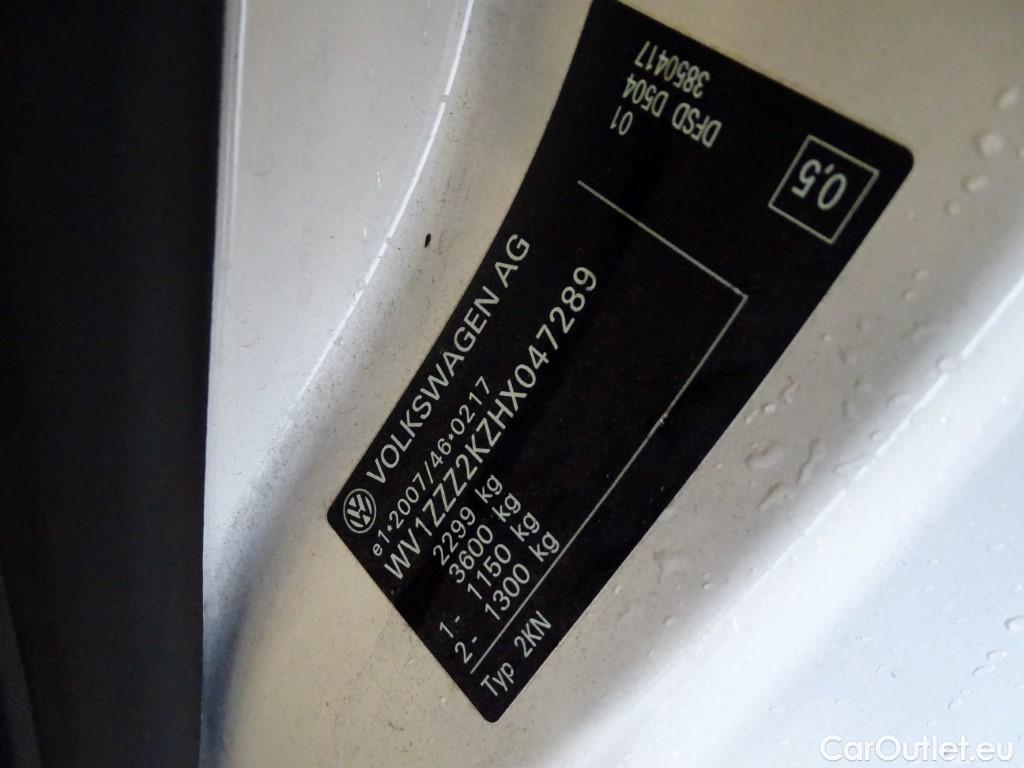 VOLKSWAGEN AG
e1*2007/46*0217
WV1ZZZ2KZHX047289
2299 kg
3600 kg
1- 1150 kg
2- 1300 kg
Typ 2KN
01
DFSD D504
3850417
0,5
CarOutlet.eu